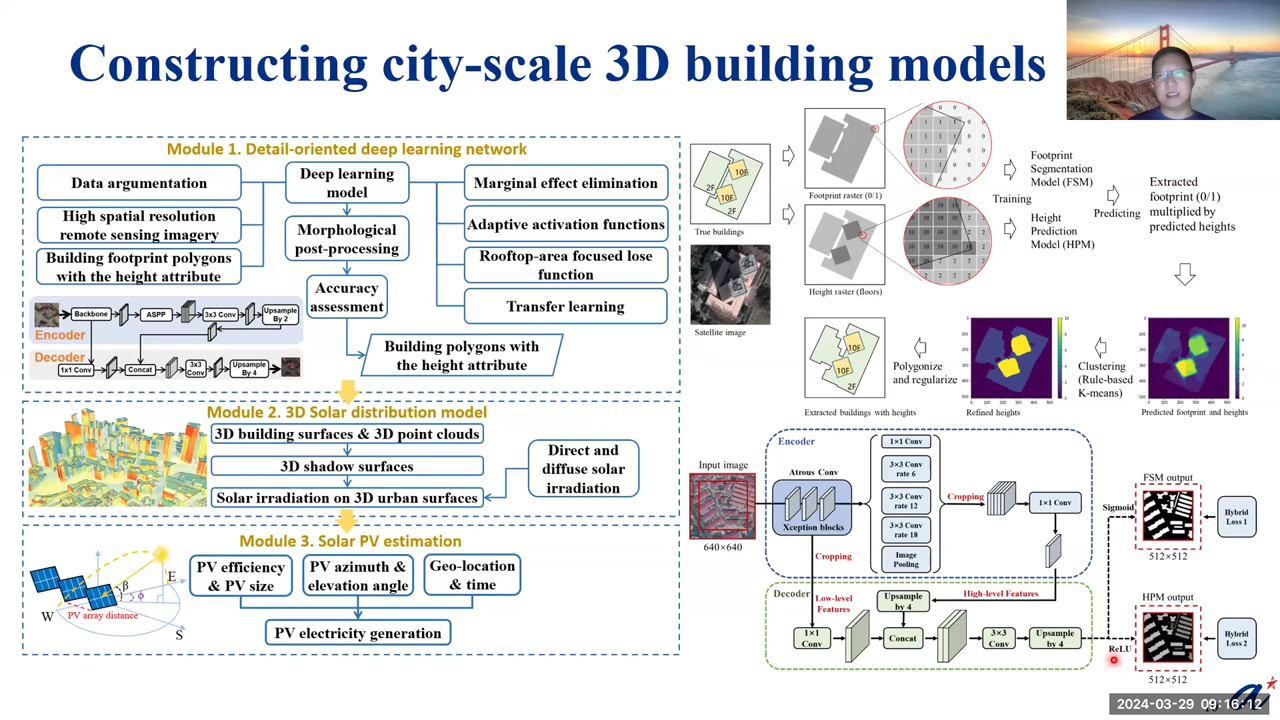 Constructing city-scale 3D building models
Module 1. Detail-oriented deep learning network
Data argumentation
High spatial resolution
remote sensing imagery
Building footprint polygons
with the height attribute
Deep learning
model
Morphological
post-processing
Accuracy
assessment
Marginal effect elimination
Adaptive activation functions
Rooftop-area focused lose
function
Transfer learning
Building polygons with
the height attribute
Backbone
ASPP
3x3 Conv
Upsample
By 2
Encoder
Decoder
1x1 Conv
Concat
3x3
Conv
Upsample
By 4
Module 2. 3D Solar distribution model
3D building surfaces & 3D point clouds
3D shadow surfaces
Solar irradiation on 3D urban surfaces
Direct and
diffuse solar
irradiation
Module 3. Solar PV estimation
PV efficiency
& PV size
PV azimuth &
elevation angle
Geo-location
& time
PV electricity generation
E
β
ϕ
W
PV array distance
S
2F
10F
10F
2F
True buildings
Satellite image
Footprint raster (0/1)
Height raster (floors)
Training
Footprint
Segmentation
Model (FSM)
Height
Prediction
Model (HPM)
Predicting
Extracted
footprint (0/1)
multiplied by
predicted heights
Predicted footprint and heights
Clustering
(Rule-based
K-means)
Refined heights
Polygonize
and regularize
10F
10F
2F
Extracted buildings with heights
Encoder
Input image
640×640
Atrous Conv
Xception blocks
1×1 Conv
3×3 Conv
rate 6
3×3 Conv
rate 12
3×3 Conv
rate 18
Image
Pooling
Cropping
1×1 Conv
Cropping
Decoder
Low-level
Features
High-level Features
Upsample
by 4
1×1
Conv
Concat
3×3
Conv
Upsample
by 4
Sigmoid
ReLU
FSM output
512×512
Hybrid
Loss 1
HPM output
512×512
Hybrid
Loss 2
2024-03-29 09:16:12